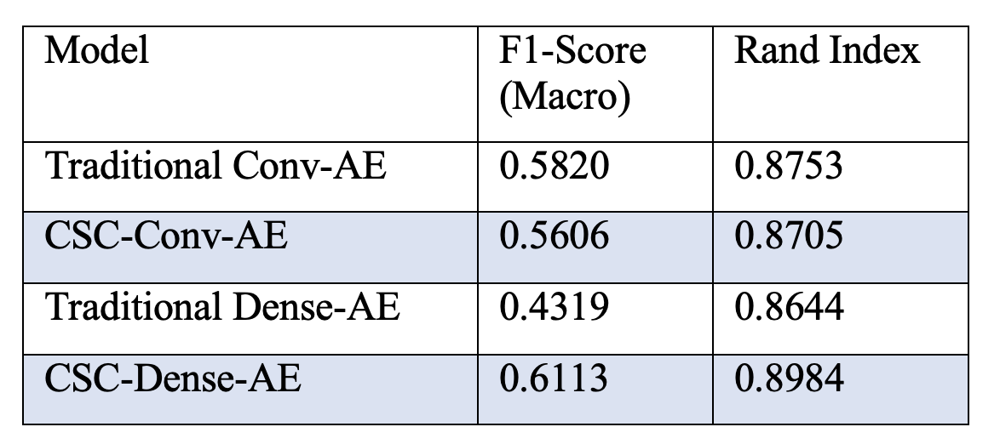 Model F1-Score Rand Index
(Macro)
Traditional Conv-AE 0.5820 0.8753
CSC-Conv-AE 0.5606 0.8705
Traditional Dense-AE 0.4319 0.8644
CSC-Dense-AE 0.6113 0.8984